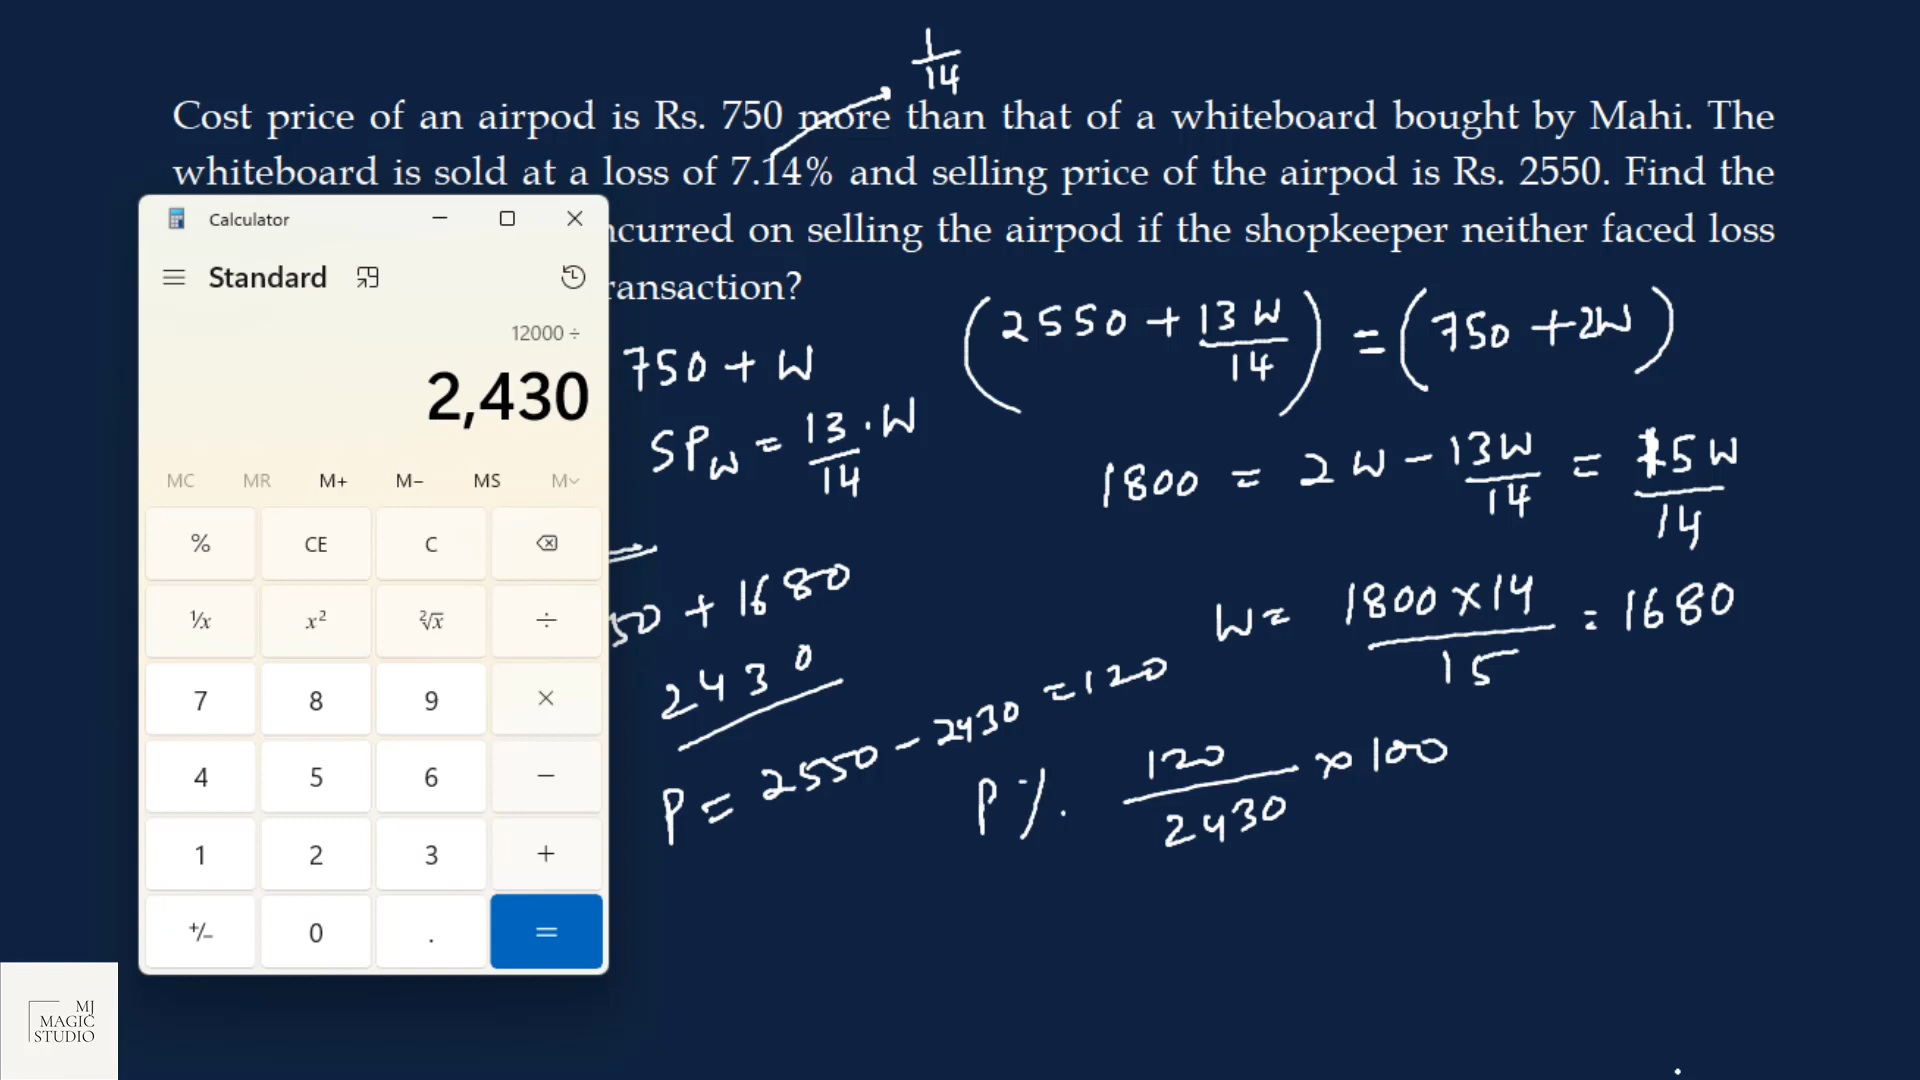 1/14
Cost price of an airpod is Rs. 750 more than that of a whiteboard bought by Mahi. The
whiteboard is sold at a loss of 7.14% and selling price of the airpod is Rs. 2550. Find the
ncurred on selling the airpod if the shopkeeper neither faced loss
ransaction?
Calculator
Standard
12000 ÷
2,430
MC MR M+ M− MS M
% CE C
1/x x² ²√x ÷
7 8 9 ×
4 5 6 −
1 2 3 +
+/− 0 . =
750 + W
SPW = 13/14 . W
50 + 1680
2430
P = 2550 − 2430 = 120
(2550 + 13W/14) = (750 + 2W)
1800 = 2W − 13W/14 = 15W/14
W = 1800 x 14/15 = 1680
P%. 120/2430 x 100
MJ
MAGIC
STUDIO